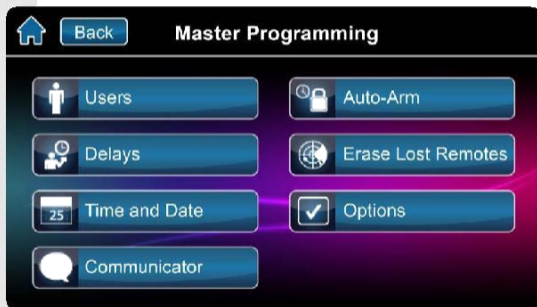 Back
Master Programming
Users
Auto-Arm
Delays
Erase Lost Remotes
25
Time and Date
Options
Communicator